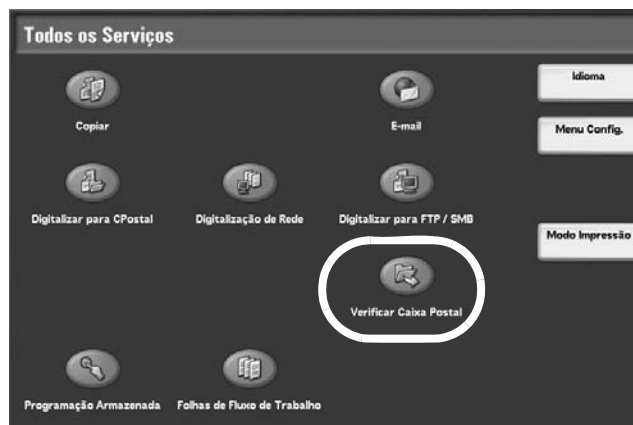 Todos os Serviços
Copiar
E-mail
Idioma
Menu Config.
Digitalizar para CPostal
Digitalização de Rede
Digitalizar para FTP / SMB
Modo Impressão
Verificar Caixa Postal
Programação Armazenada
Folhas de Fluxo de Trabalho